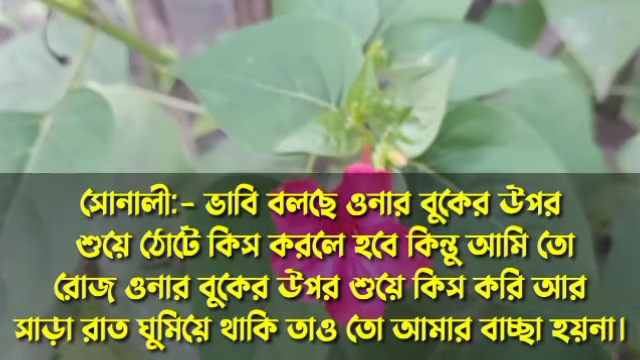 সোনালী:- ভাবি বলছে ওনার বুকের উপর
শুয়ে ঠোটে কিস করলে হবে কিন্তু আমি তো
রোজ ওনার বুকের উপর শুয়ে কিস করি আর
সাড়া রাত ঘুমিয়ে থাকি তাও তো আমার বাচ্ছা হয়না।